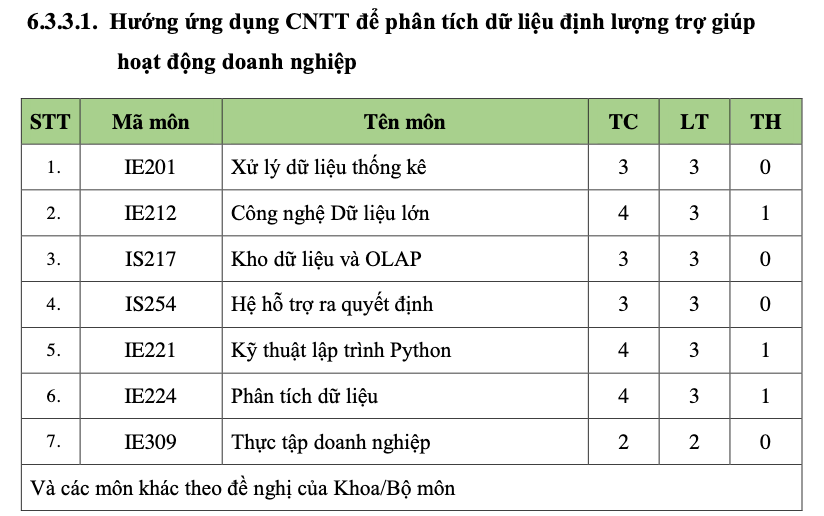 6.3.3.1. Hướng ứng dụng CNTT để phân tích dữ liệu định lượng trợ giúp
hoạt động doanh nghiệp
STT Mã môn Tên môn TC LT TH
1. IE201 Xử lý dữ liệu thống kê 3 3 0
2. IE212 Công nghệ Dữ liệu lớn 4 3 1
3. IS217 Kho dữ liệu và OLAP 3 3 0
4. IS254 Hệ hỗ trợ ra quyết định 3 3 0
5. IE221 Kỹ thuật lập trình Python 4 3 1
6. IE224 Phân tích dữ liệu 4 3 1
7. IE309 Thực tập doanh nghiệp 2 2 0
Và các môn khác theo đề nghị của Khoa/Bộ môn